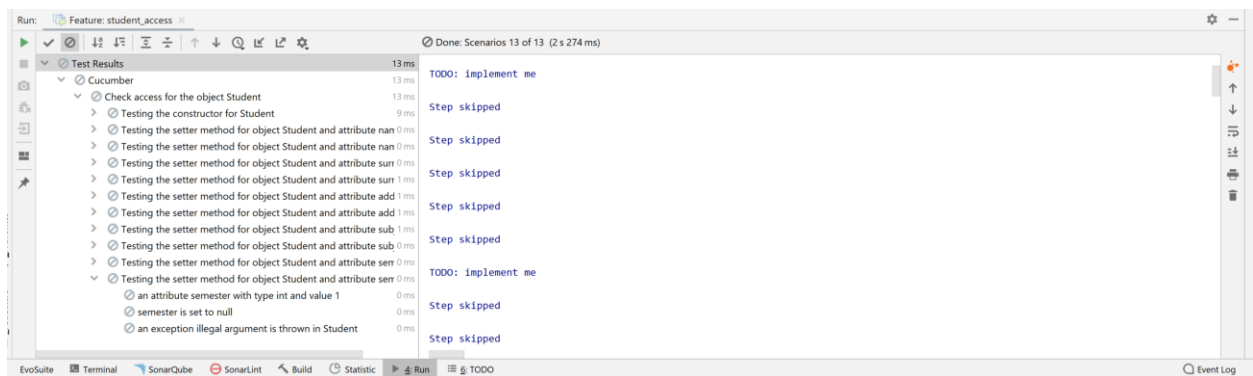 Run: Feature: student_access
Done: Scenarios 13 of 13 (2 s 274 ms)
Test Results 13 ms
Cucumber 13 ms
Check access for the object Student 13 ms
Testing the constructor for Student 9 ms
Testing the setter method for object Student and attribute nam 0 ms
Testing the setter method for object Student and attribute nam 0 ms
Testing the setter method for object Student and attribute surr 0 ms
Testing the setter method for object Student and attribute surr 1 ms
Testing the setter method for object Student and attribute add 1 ms
Testing the setter method for object Student and attribute add 1 ms
Testing the setter method for object Student and attribute sub 1 ms
Testing the setter method for object Student and attribute sub 0 ms
Testing the setter method for object Student and attribute sem 0 ms
Testing the setter method for object Student and attribute sem 0 ms
an attribute semester with type int and value 1 0 ms
semester is set to null 0 ms
an exception illegal argument is thrown in Student 0 ms
TODO: implement me
Step skipped
Step skipped
Step skipped
Step skipped
Step skipped
TODO: implement me
Step skipped
Step skipped
EvoSuite Terminal SonarQube SonarLint Build Statistic 4: Run 6: TODO Event Log